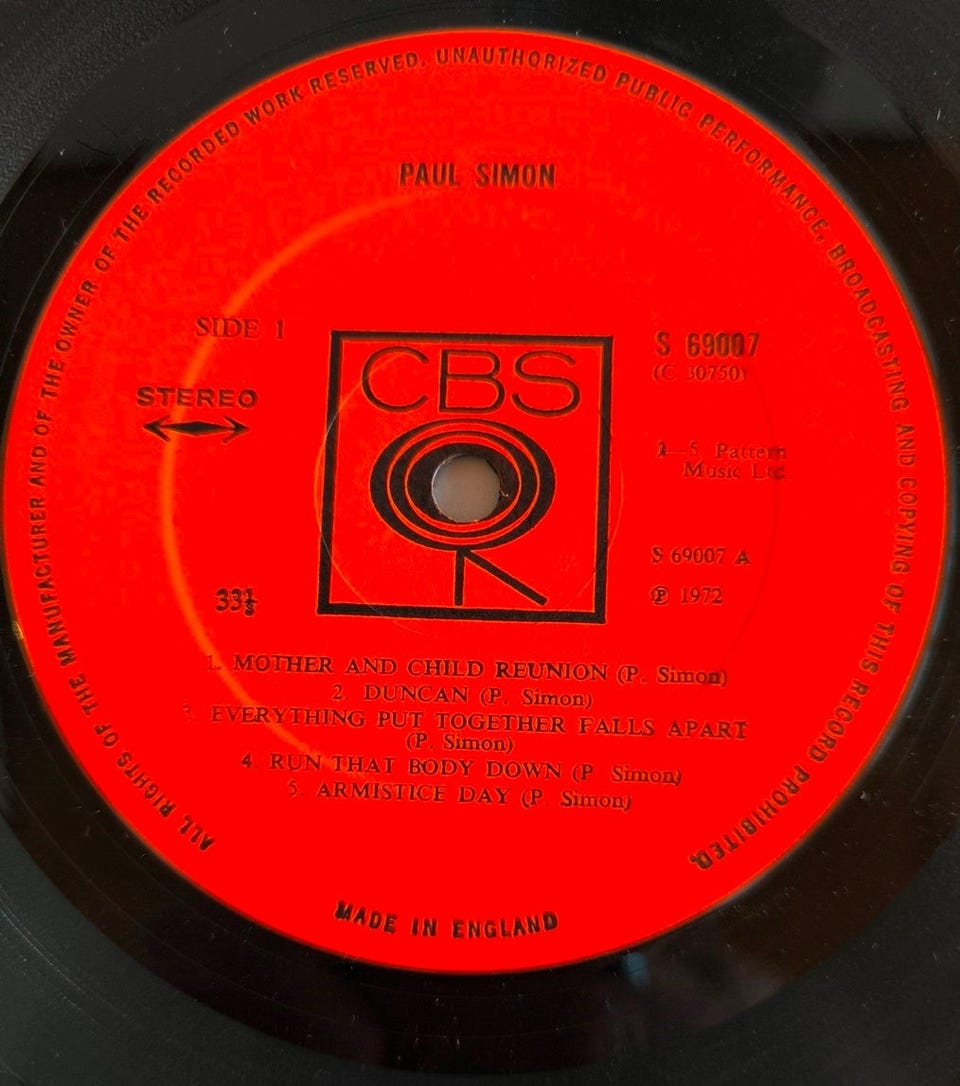 ALL RIGHTS OF THE MANUFACTURER AND OF THE OWNER OF THE RECORDED WORK RESERVED. UNAUTHORIZED PUBLIC PERFORMANCE, BROADCASTING AND COPYING OF THIS RECORD PROHIBITED.
PAUL SIMON
SIDE 1
STEREO
33⅓
CBS
S 69007
(C 30750)
1—5. Pattern
Music Ltd.
S 69007 A
℗ 1972
1. MOTHER AND CHILD REUNION (P. Simon)
2. DUNCAN (P. Simon)
3. EVERYTHING PUT TOGETHER FALLS APART
(P. Simon)
4. RUN THAT BODY DOWN (P. Simon)
5. ARMISTICE DAY (P. Simon)
MADE IN ENGLAND